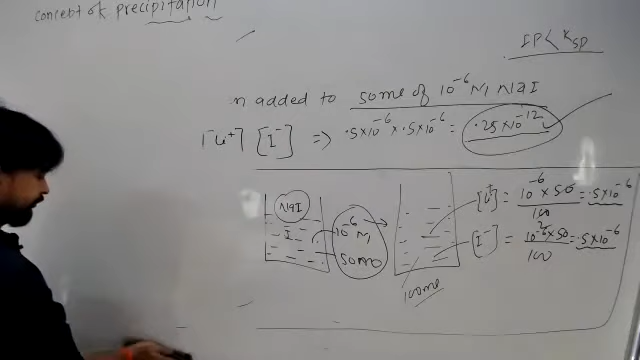 concept of precipitation
IP < Ksp
n added to 50ml of 10⁻⁶ M NaI
[Cu⁺] [I⁻] ⇒ .5×10⁻⁶ × .5×10⁻⁶ = .25×10⁻¹²
NaI
I⁻
10⁻⁶ M,
50ml
100ml
= 10⁻⁶ × 50 / 100 = .5×10⁻⁶
[I⁻] = 10⁻⁶ × 50 / 100 = .5×10⁻⁶